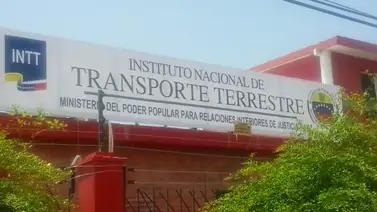 INTT
INSTITUTO NACIONAL DE
TRANSPORTE TERRESTRE
MINISTERIO DEL PODER POPULAR PARA RELACIONES INTERIORES DE JUSTICIA